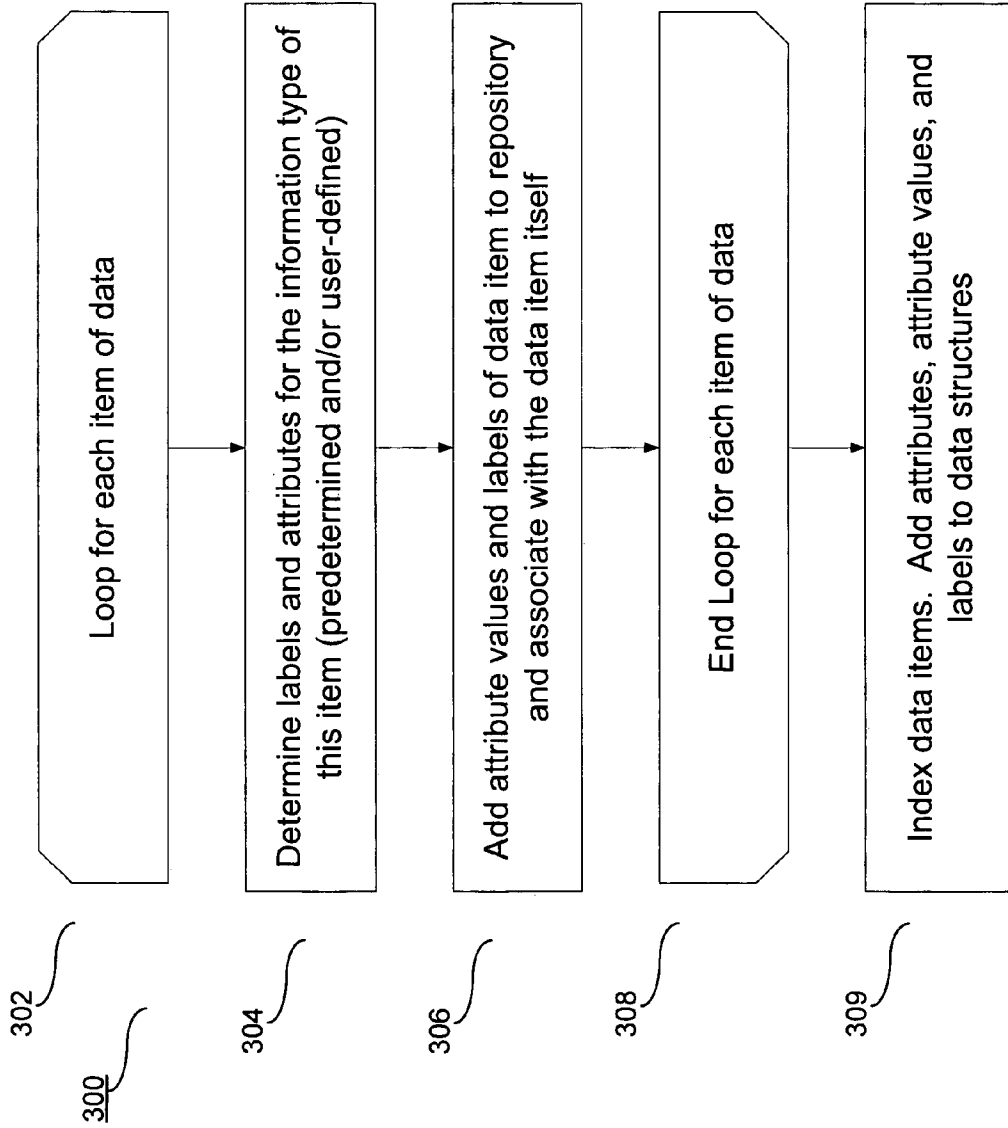 300
302
Loop for each item of data
304
Determine labels and attributes for the information type of
this item (predetermined and/or user-defined)
306
Add attribute values and labels of data item to repository
and associate with the data item itself
308
End Loop for each item of data
309
Index data items. Add attributes, attribute values, and
labels to data structures